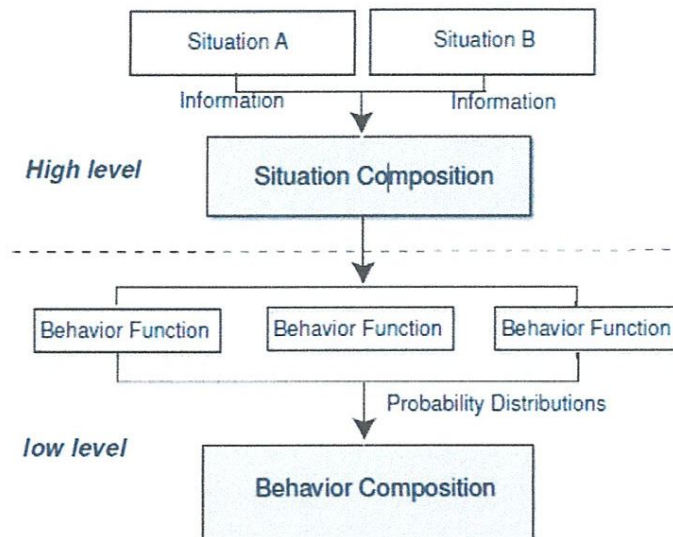 Situation A
Situation B
Information
Information
High level
Situation Composition
Behavior Function
Behavior Function
Behavior Function
Probability Distributions
low level
Behavior Composition